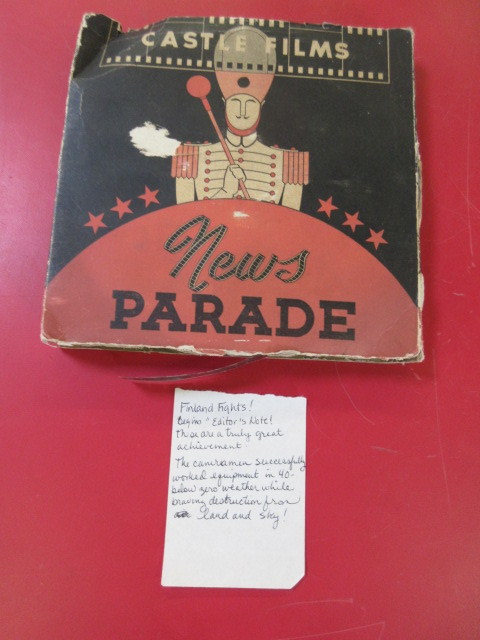 CASTLE FILMS
News
PARADE
Finland Fights!
begins "Editor's Note!
These are a truly great
achievement.
The cameramen successfully
worked equipment in 40-
below zero weather while
braving destruction from
land and sky!